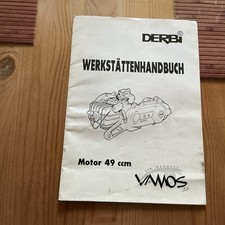 DERBI
WERKSTÄTTENHANDBUCH
Motor 49 ccm
VAMOS